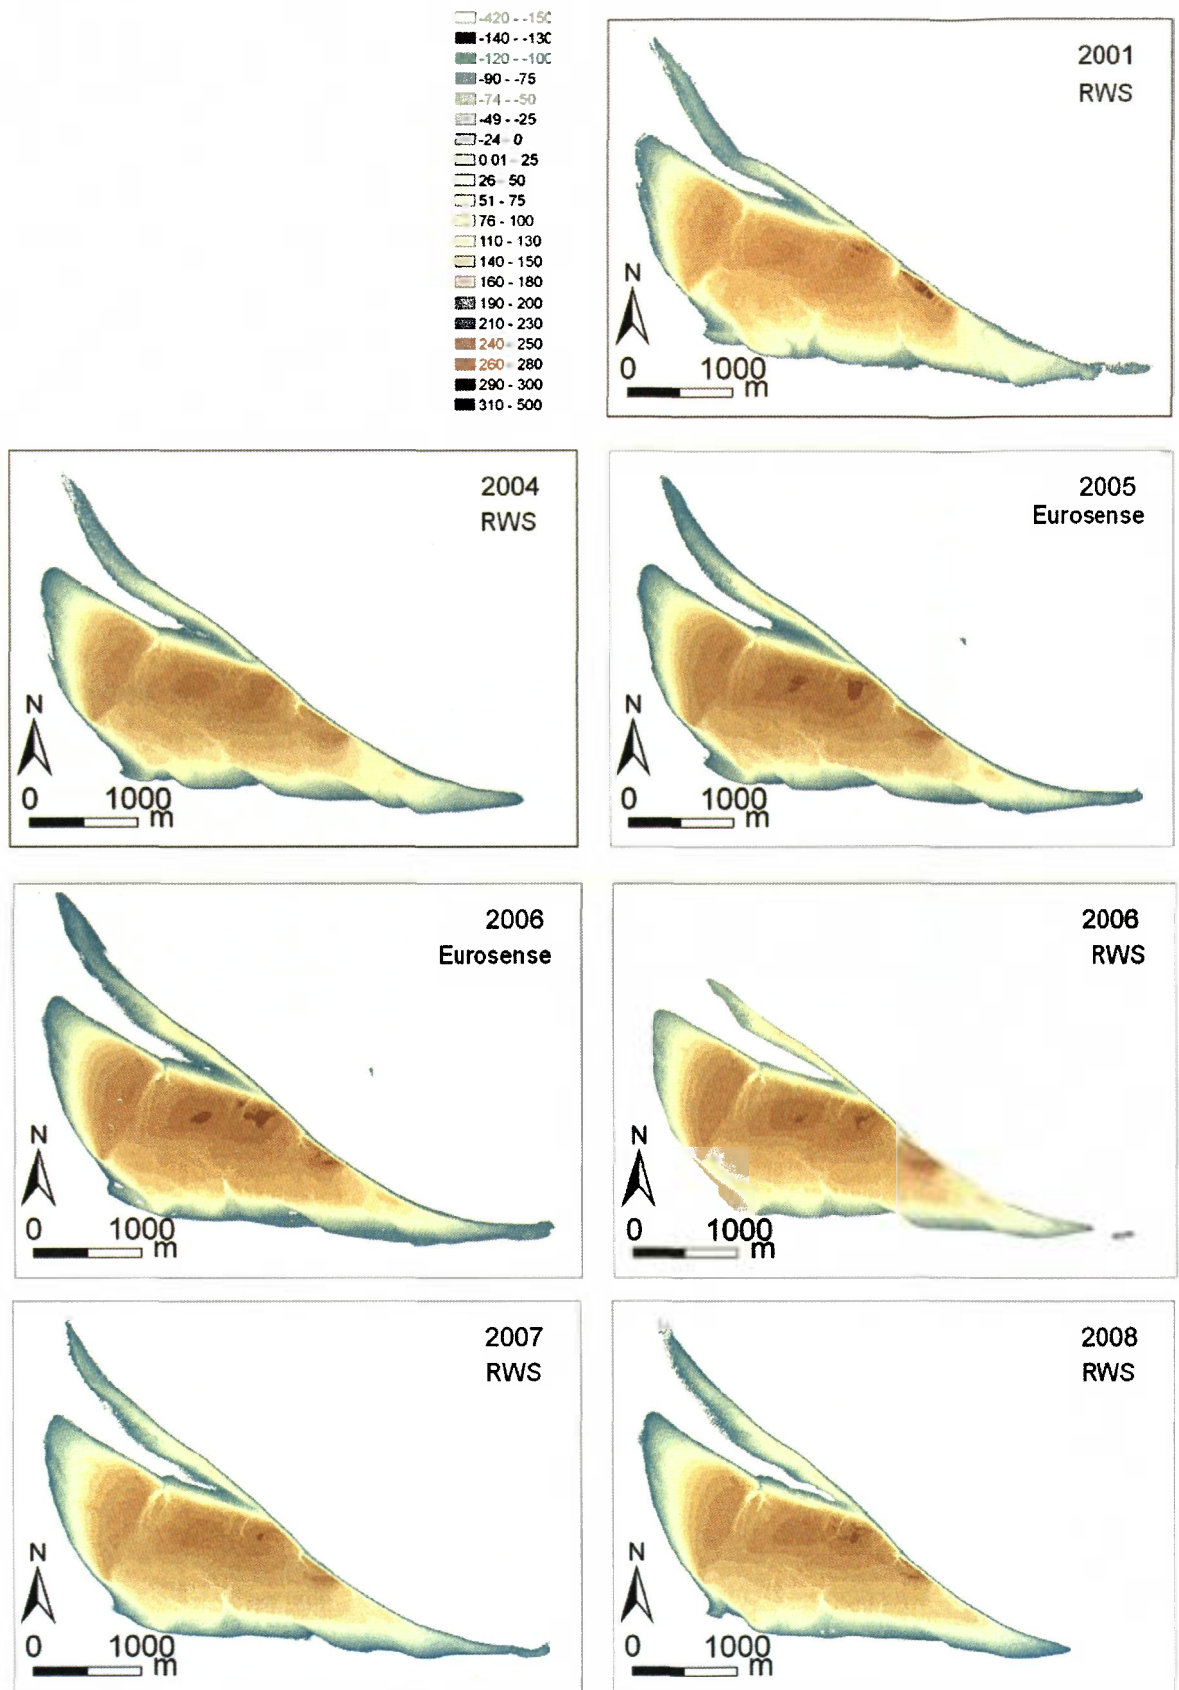 -420 - -150
-140 - -130
-120 - -100
-90 - -75
-74 - -50
-49 - -25
-24 - 0
0.01 - 25
26 - 50
51 - 75
76 - 100
110 - 130
140 - 150
160 - 180
190 - 200
210 - 230
240 - 250
260 - 280
290 - 300
310 - 500
2001
RWS
N
0 1000
m
2004
RWS
N
0 1000
m
2005
Eurosense
N
0 1000
m
2006
Eurosense
N
0 1000
m
2006
RWS
N
0 1000
m
2007
RWS
N
0 1000
m
2008
RWS
N
0 1000
m